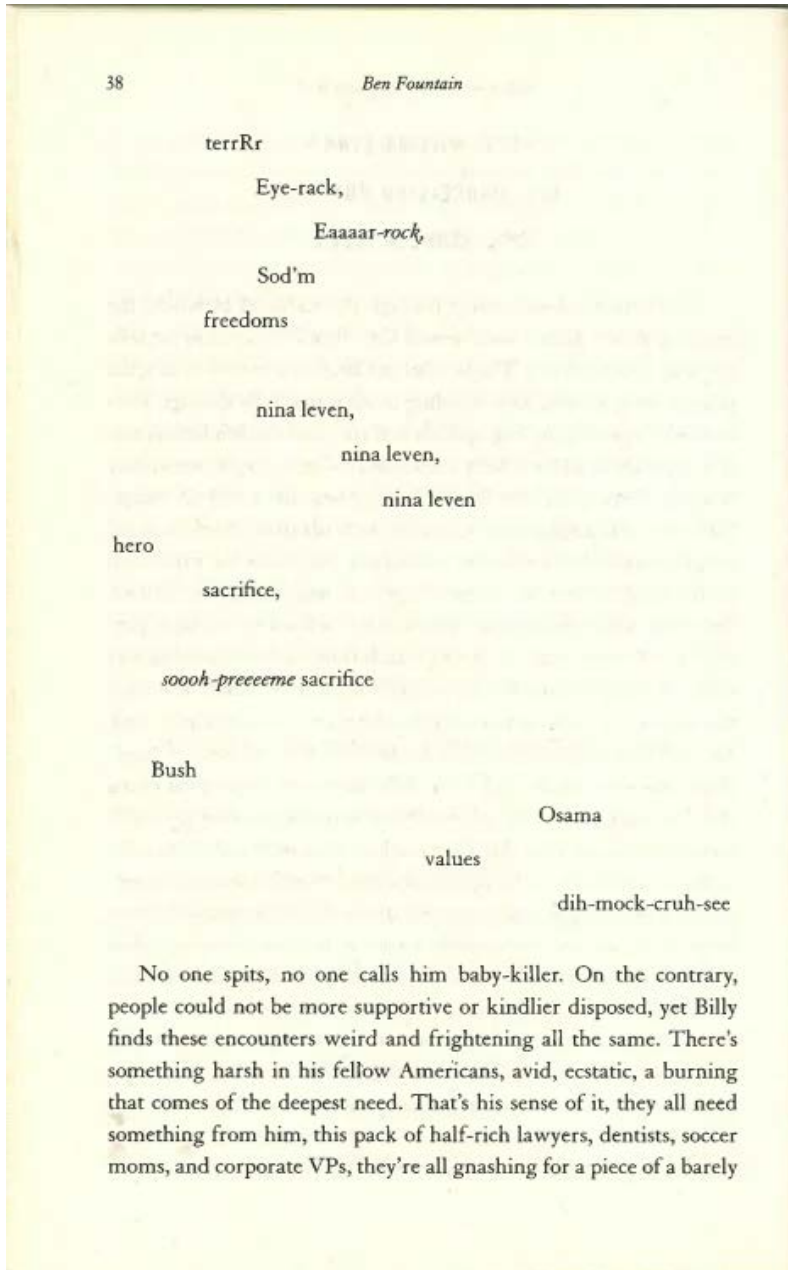 38 Ben Fountain
terrRr
Eye-rack,
Eaaaar-rock,
Sod'm
freedoms
nina leven,
nina leven,
nina leven
hero
sacrifice,
soooh-preeeeme sacrifice
Bush
Osama
values
dih-mock-cruh-see
No one spits, no one calls him baby-killer. On the contrary,
people could not be more supportive or kindlier disposed, yet Billy
finds these encounters weird and frightening all the same. There's
something harsh in his fellow Americans, avid, ecstatic, a burning
that comes of the deepest need. That's his sense of it, they all need
something from him, this pack of half-rich lawyers, dentists, soccer
moms, and corporate VPs, they're all gnashing for a piece of a barely